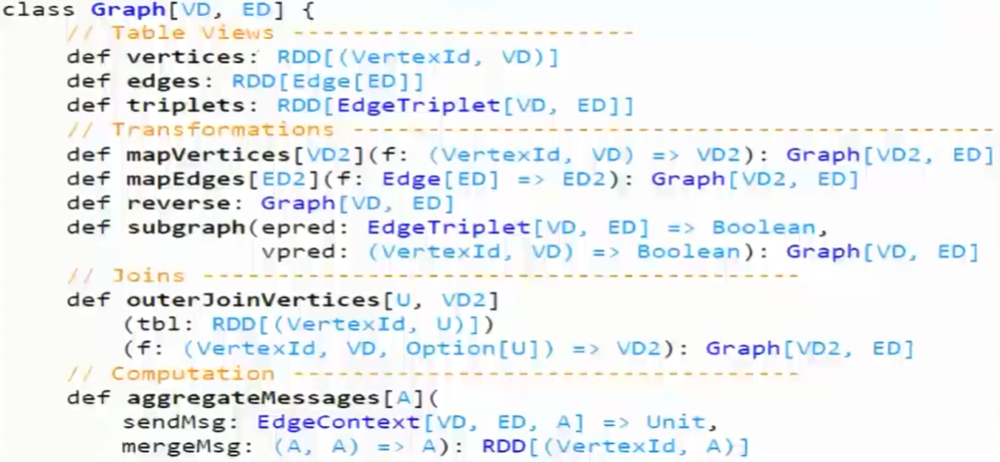 class Graph[VD, ED] {
// Table Views ------------------------
def vertices: RDD[(VertexId, VD)]
def edges: RDD[Edge[ED]]
def triplets: RDD[EdgeTriplet[VD, ED]]
// Transformations ---------------------------------------------
def mapVertices[VD2](f: (VertexId, VD) => VD2): Graph[VD2, ED]
def mapEdges[ED2](f: Edge[ED] => ED2): Graph[VD2, ED]
def reverse: Graph[VD, ED]
def subgraph(epred: EdgeTriplet[VD, ED] => Boolean,
vpred: (VertexId, VD) => Boolean): Graph[VD, ED]
// Joins ------------------------------------------
def outerJoinVertices[U, VD2]
(tbl: RDD[(VertexId, U)])
(f: (VertexId, VD, Option[U]) => VD2): Graph[VD2, ED]
// Computation ------------------------------------
def aggregateMessages[A](
sendMsg: EdgeContext[VD, ED, A] => Unit,
mergeMsg: (A, A) => A): RDD[(VertexId, A)]